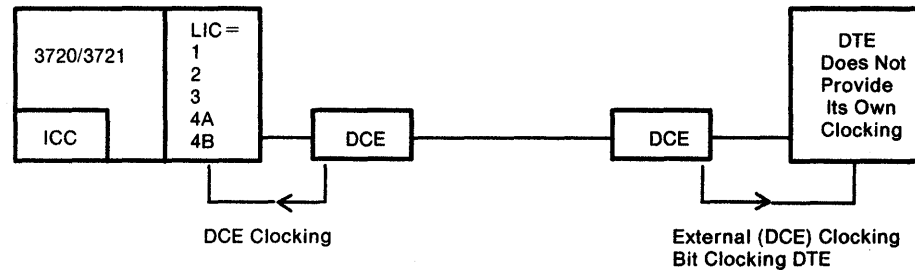 3720/3721
ICC
LIC =
1
2
3
4A
4B
DCE
DCE
DTE
Does Not
Provide
Its Own
Clocking
DCE Clocking
External (DCE) Clocking
Bit Clocking DTE